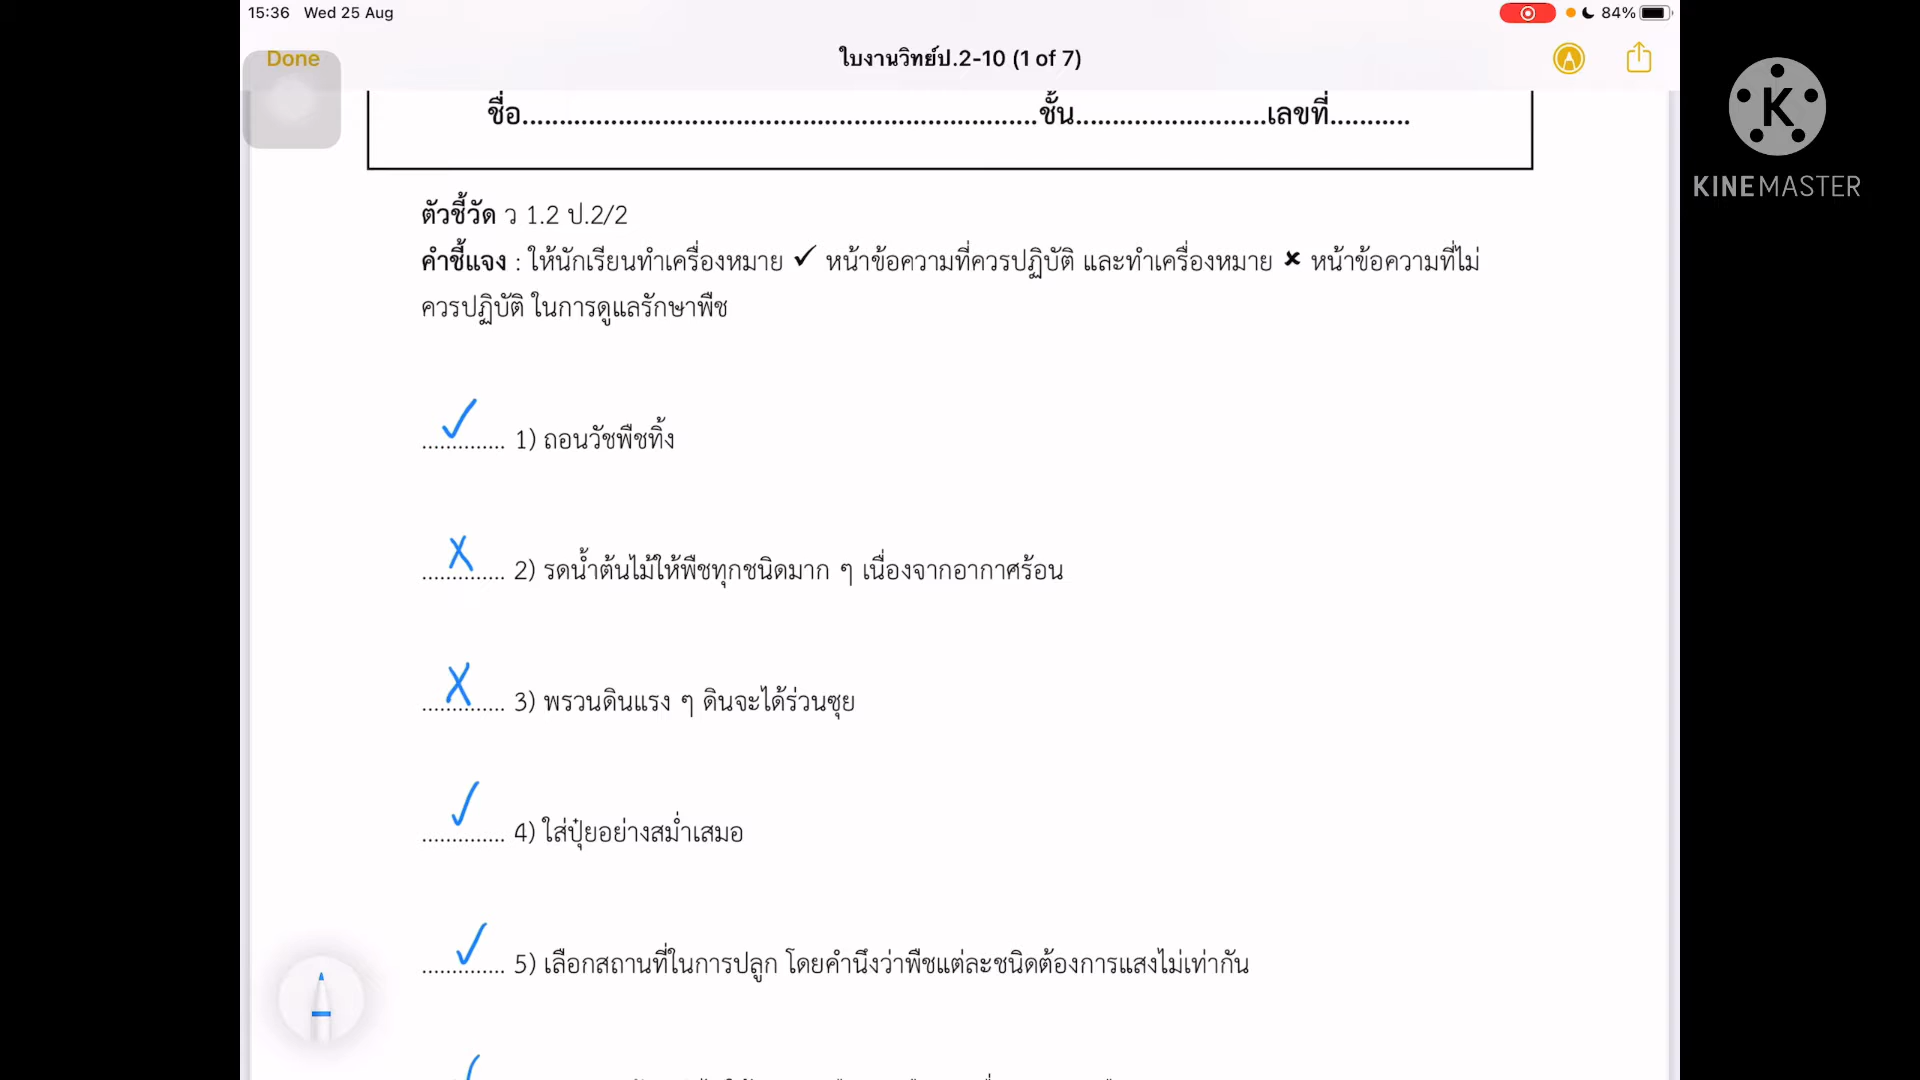 15:36 Wed 25 Aug
84%
Done
ใบงานวิทย์ป.2-10 (1 of 7)
K
KINEMASTER
ชื่อ.....................................................................ชั้น.........................เลขที่...........
ตัวชี้วัด ว 1.2 ป.2/2
คำชี้แจง : ให้นักเรียนทำเครื่องหมาย ✓ หน้าข้อความที่ควรปฏิบัติ และทำเครื่องหมาย ✗ หน้าข้อความที่ไม่
ควรปฏิบัติ ในการดูแลรักษาพืช
✓ .............. 1) ถอนวัชพืชทิ้ง
✗ .............. 2) รดน้ำต้นไม้ให้พืชทุกชนิดมาก ๆ เนื่องจากอากาศร้อน
✗ .............. 3) พรวนดินแรง ๆ ดินจะได้ร่วนซุย
✓ .............. 4) ใส่ปุ๋ยอย่างสม่ำเสมอ
✓ .............. 5) เลือกสถานที่ในการปลูก โดยคำนึงว่าพืชแต่ละชนิดต้องการแสงไม่เท่ากัน